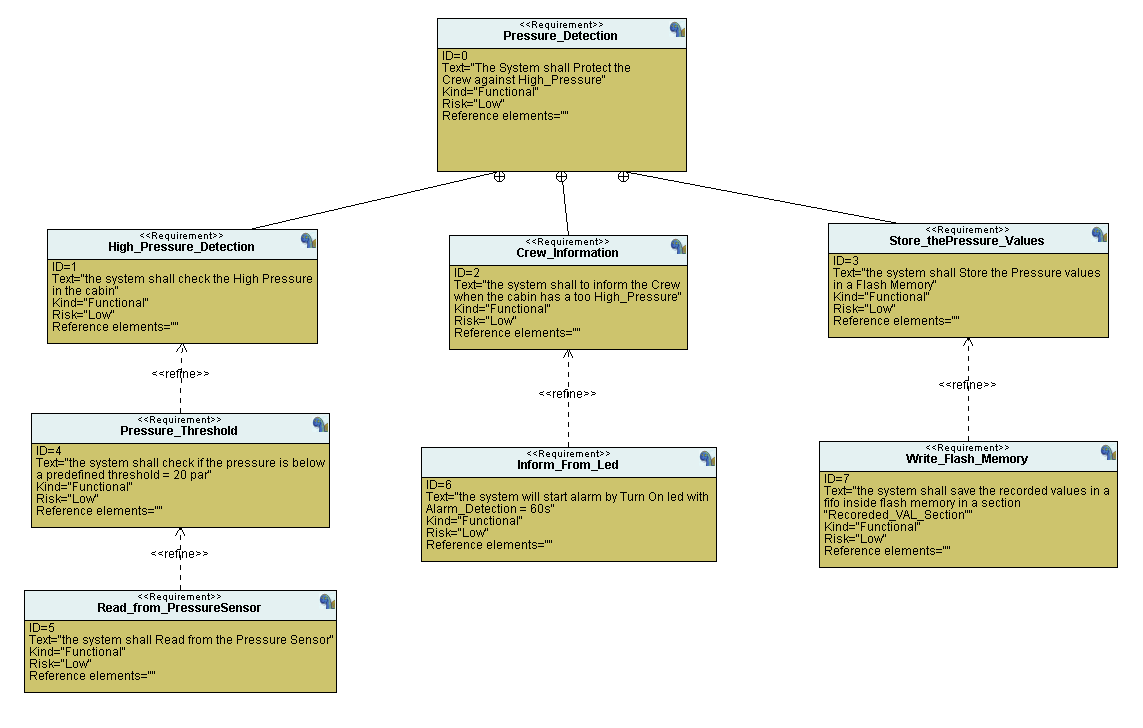 <<Requirement>>
Pressure_Detection
ID=0
Text="The System shall Protect the
Crew against High_Pressure"
Kind="Functional"
Risk="Low"
Reference elements=""
<<Requirement>>
High_Pressure_Detection
ID=1
Text="the system shall check the High Pressure
in the cabin"
Kind="Functional"
Risk="Low"
Reference elements=""
<<Requirement>>
Crew_Information
ID=2
Text="the system shall to inform the Crew
when the cabin has a too High_Pressure"
Kind="Functional"
Risk="Low"
Reference elements=""
<<Requirement>>
Store_thePressure_Values
ID=3
Text="the system shall Store the Pressure values
in a Flash Memory"
Kind="Functional"
Risk="Low"
Reference elements=""
<<refine>>
<<refine>>
<<refine>>
<<Requirement>>
Pressure_Threshold
ID=4
Text="the system shall check if the pressure is below
a predefined threshold = 20 par"
Kind="Functional"
Risk="Low"
Reference elements=""
<<Requirement>>
Inform_From_Led
ID=6
Text="the system will start alarm by Turn On led with
Alarm_Detection = 60s"
Kind="Functional"
Risk="Low"
Reference elements=""
<<Requirement>>
Write_Flash_Memory
ID=7
Text="the system shall save the recorded values in a
fifo inside flash memory in a section
"Recoreded_VAL_Section""
Kind="Functional"
Risk="Low"
Reference elements=""
<<refine>>
<<Requirement>>
Read_from_PressureSensor
ID=5
Text="the system shall Read from the Pressure Sensor"
Kind="Functional"
Risk="Low"
Reference elements=""